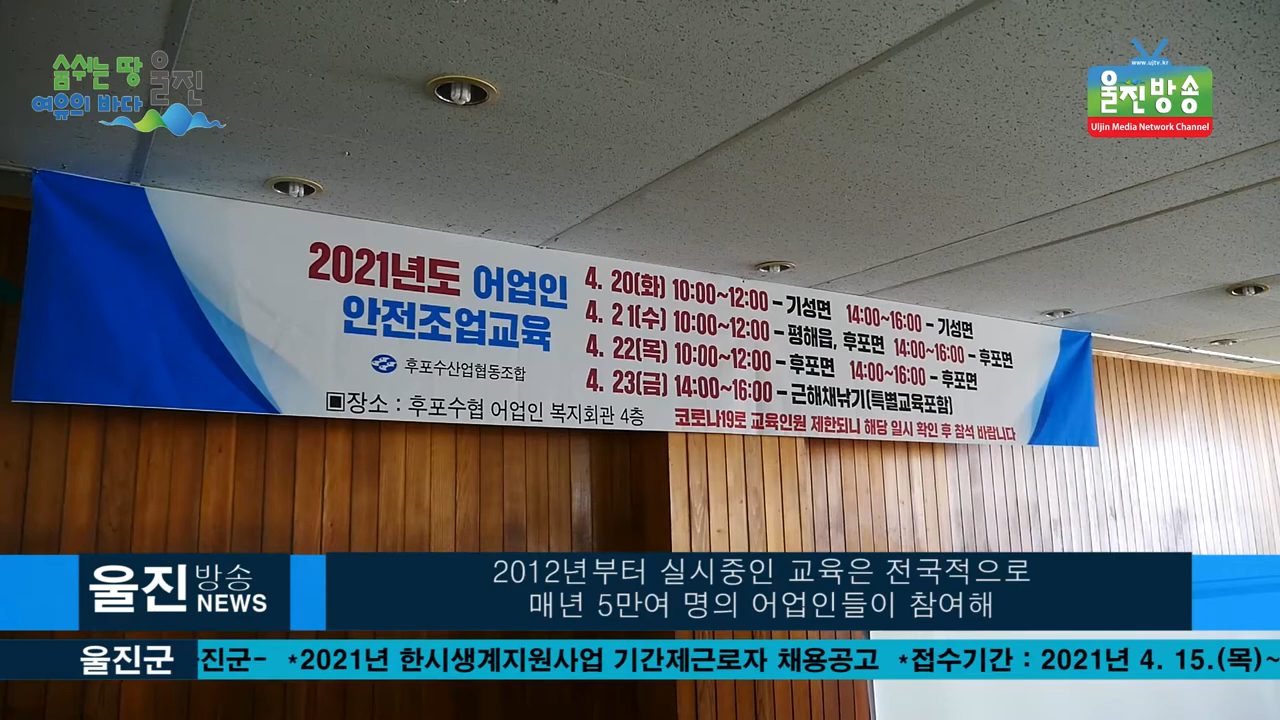 숨쉬는 땅
여유의 바다
울진
www.ujtv.kr
울진방송
Uljin Media Network Channel
2021년도 어업인
안전조업교육
후포수산업협동조합
4. 20(화) 10:00~12:00 – 기성면 14:00~16:00 – 기성면
4. 21(수) 10:00~12:00 – 평해읍, 후포면 14:00~16:00 – 후포면
4. 22(목) 10:00~12:00 – 후포면 14:00~16:00 – 후포면
4. 23(금) 14:00~16:00 – 근해채낚기(특별교육포함)
▣장소 : 후포수협 어업인 복지회관 4층
코로나19로 교육인원 제한되니 해당 일시 확인 후 참석 바랍니다
울진방송 NEWS
2012년부터 실시중인 교육은 전국적으로
매년 5만여 명의 어업인들이 참여해
울진군
진군- *2021년 한시생계지원사업 기간제근로자 채용공고 *접수기간 : 2021년 4. 15.(목)~